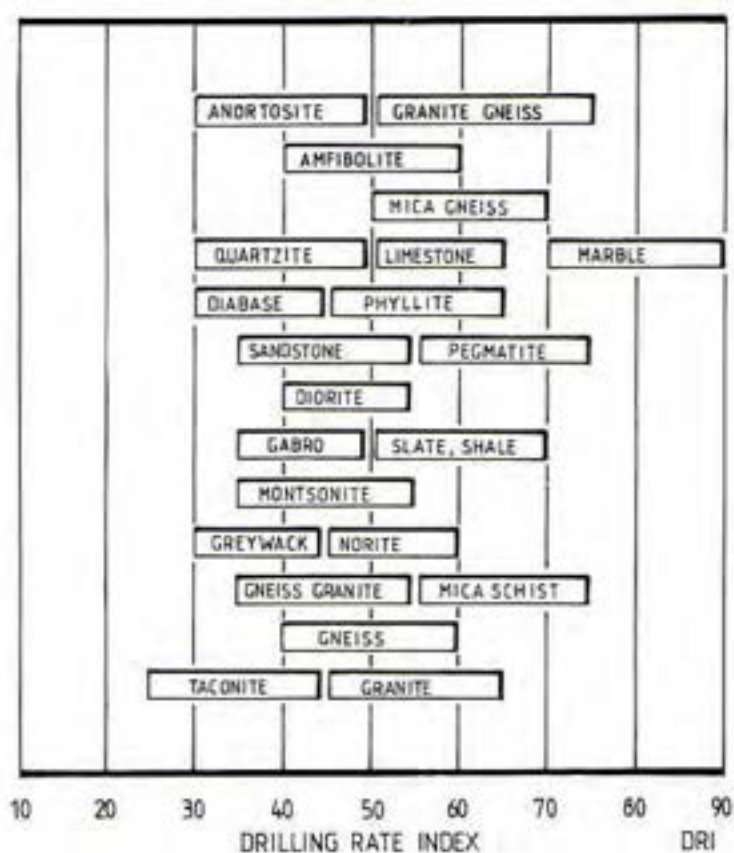 ANORTOSITE GRANITE GNEISS
AMFIBOLITE
MICA GNEISS
QUARTZITE LIMESTONE MARBLE
DIABASE PHYLLITE
SANDSTONE PEGMATITE
DIORITE
GABRO SLATE, SHALE
MONTSONITE
GREYWACK NORITE
GNEISS GRANITE MICA SCHIST
GNEISS
TACONITE GRANITE
10 20 30 40 50 60 70 80 90
DRILLING RATE INDEX DRI